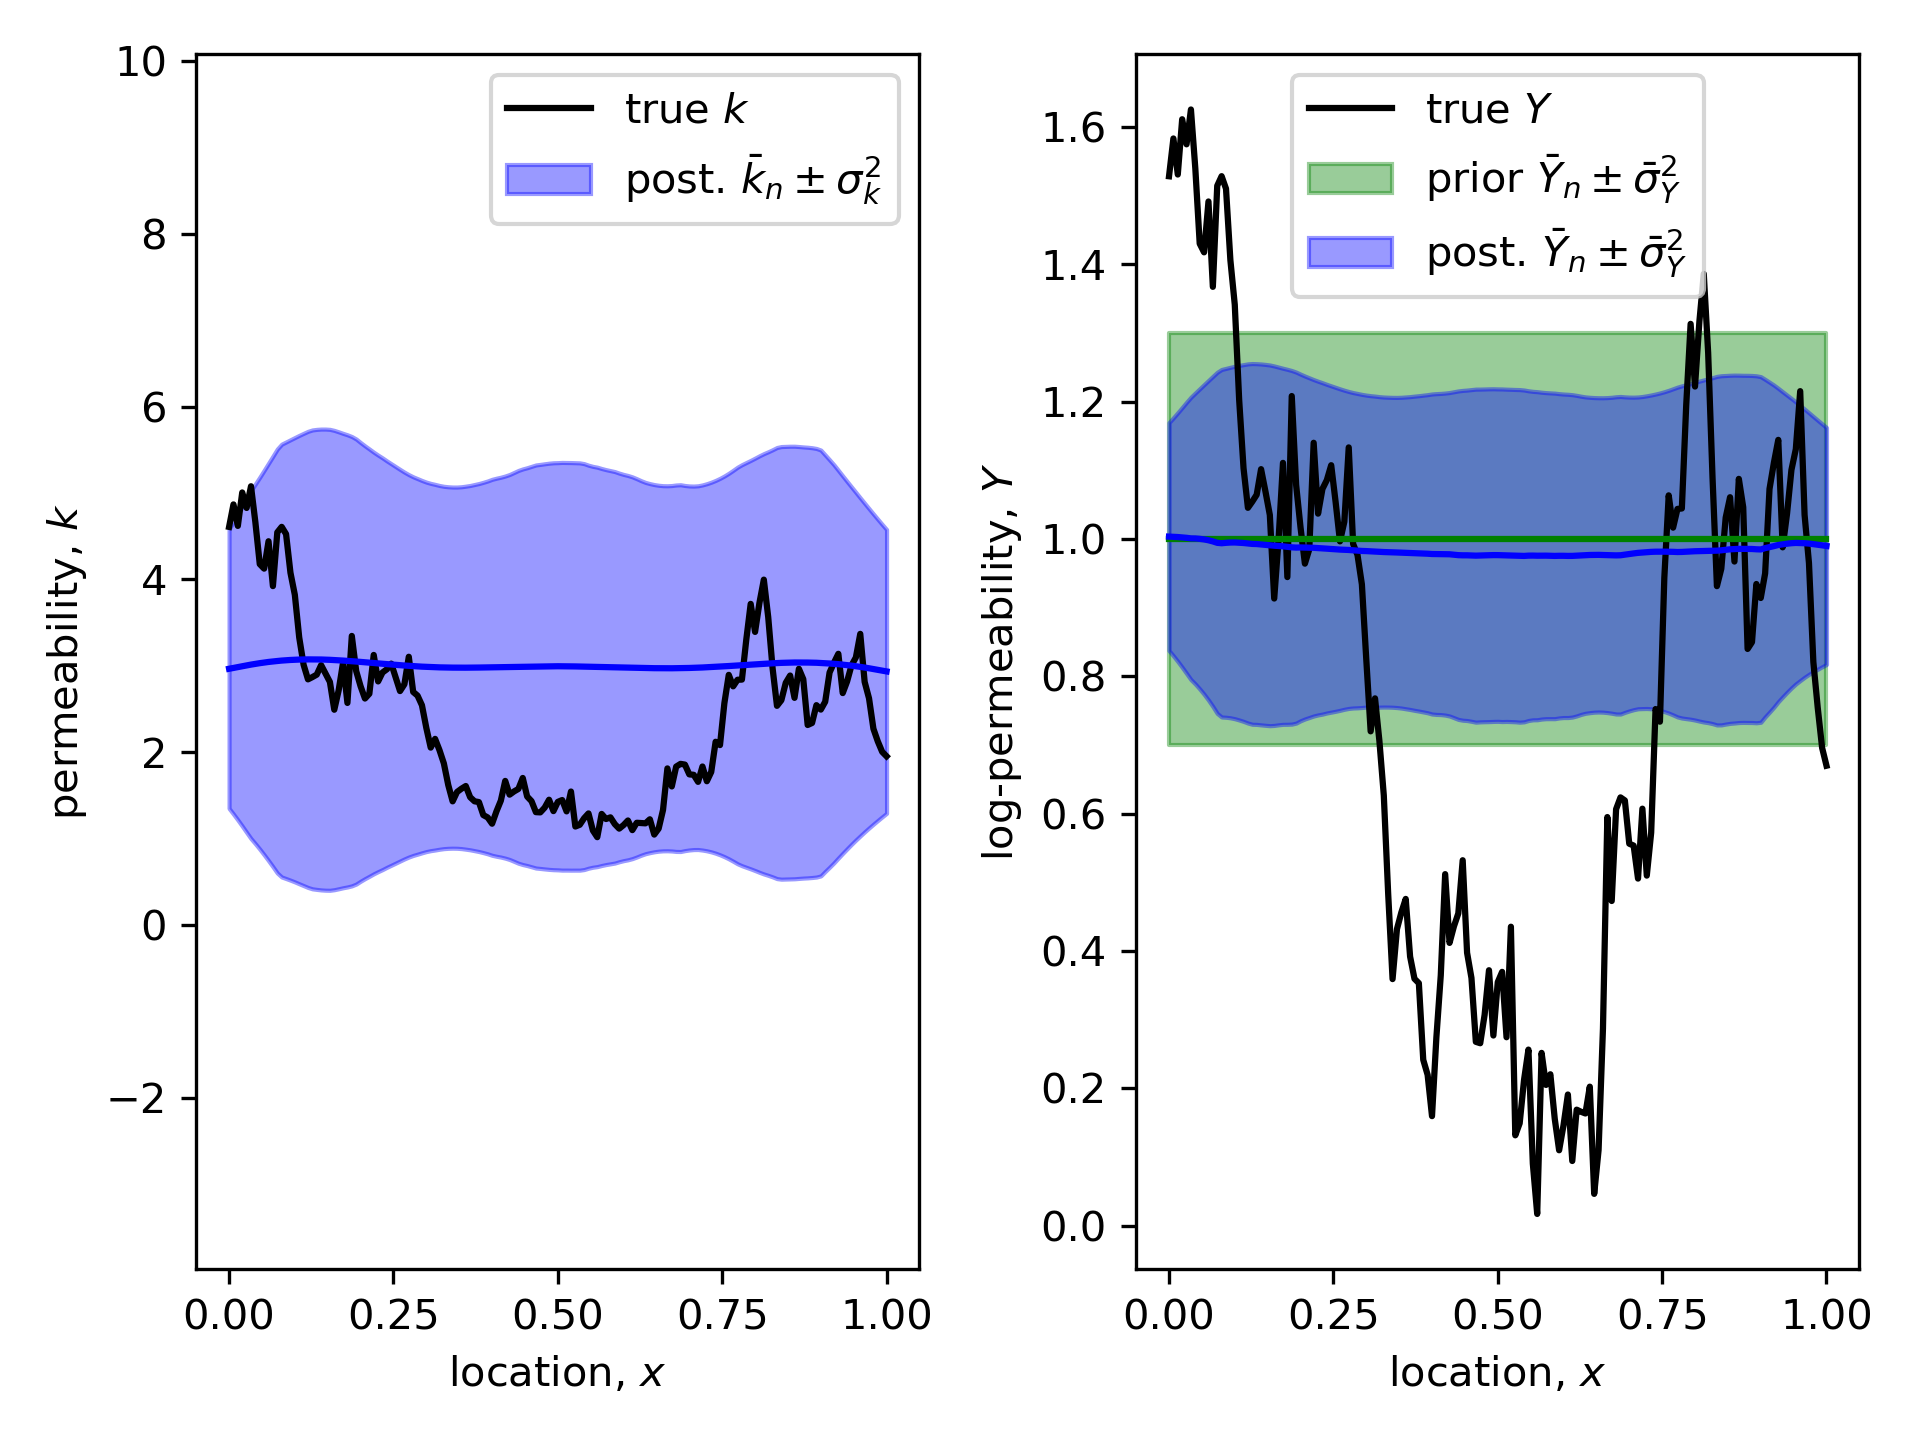 10
8
6
4
2
0
−2
permeability, k
true k
post. k̄ₙ ± σₖ²
0.00 0.25 0.50 0.75 1.00
location, x
1.6
1.4
1.2
1.0
0.8
0.6
0.4
0.2
0.0
log-permeability, Y
true Y
prior Ȳₙ ± σ̄_Y²
post. Ȳₙ ± σ̄_Y²
0.00 0.25 0.50 0.75 1.00
location, x